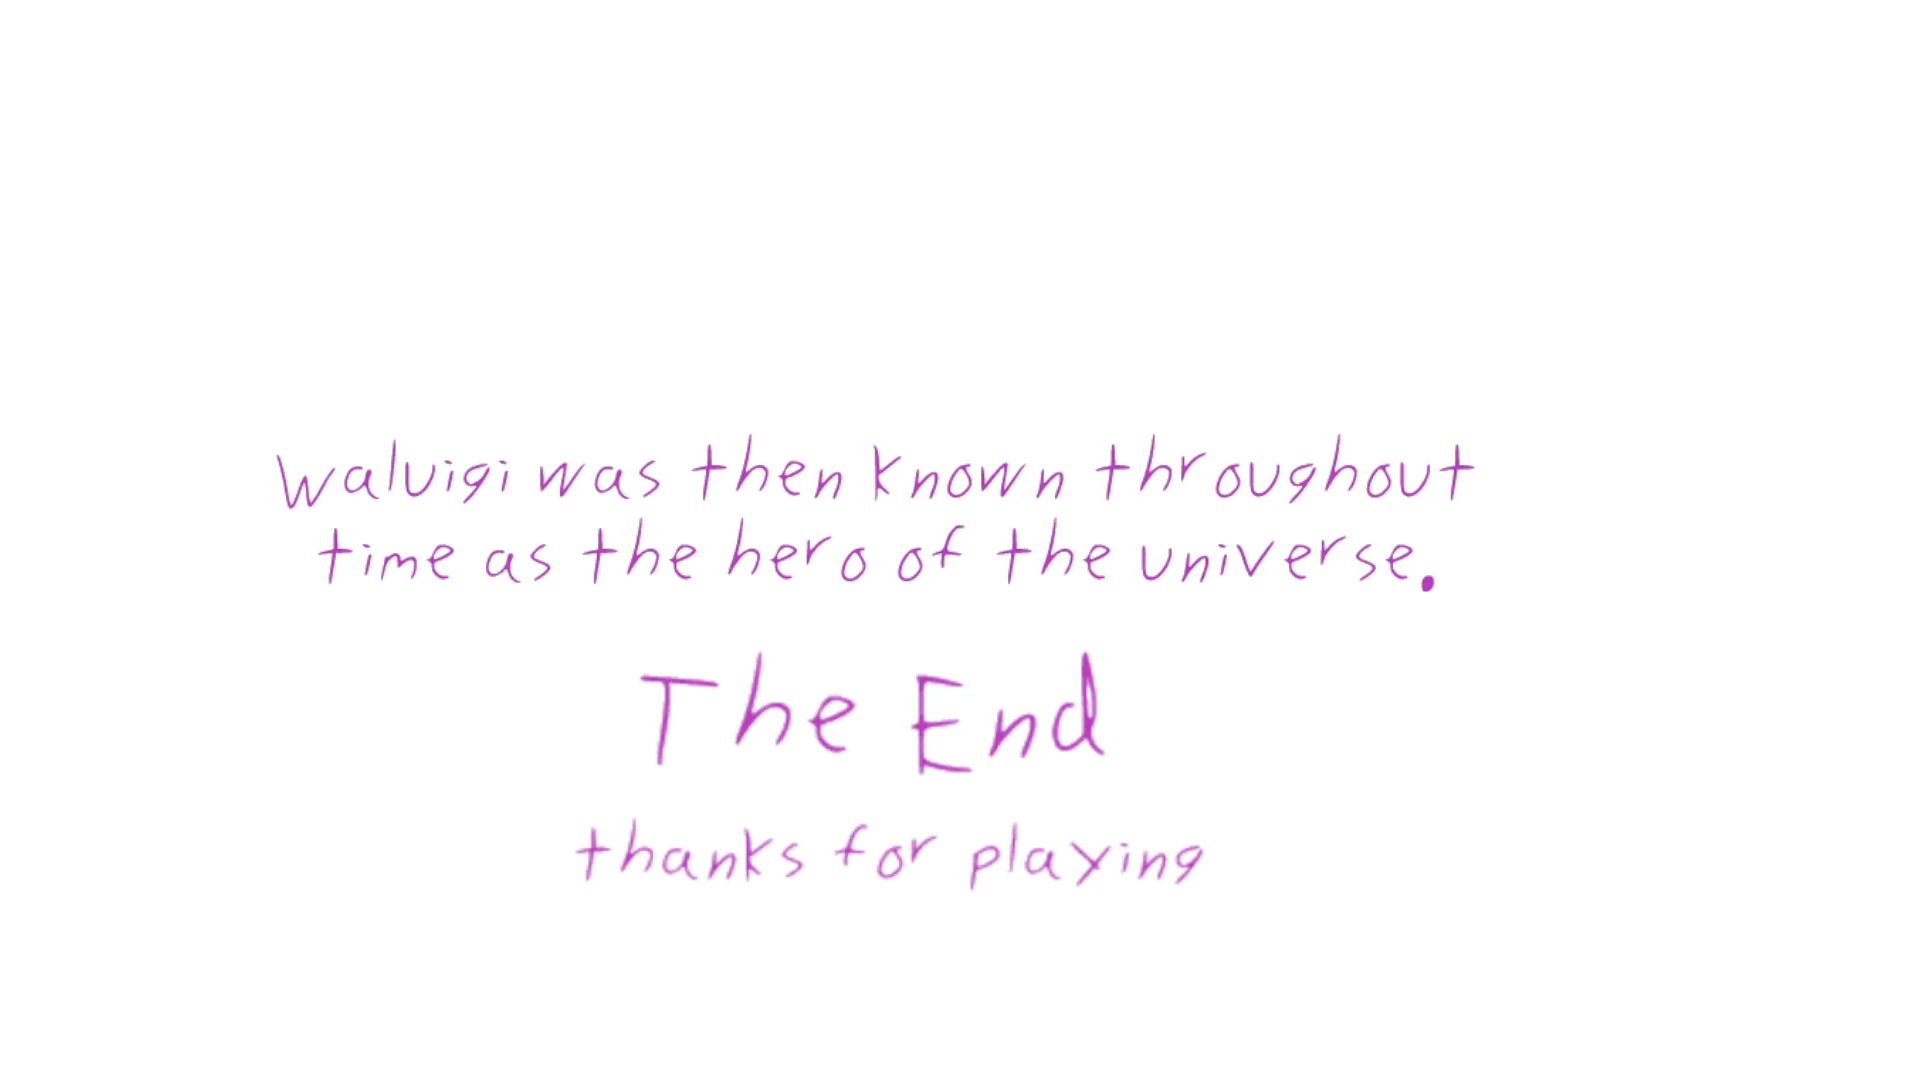 waluigi was then known throughout
time as the hero of the universe.
The End
thanks for playing